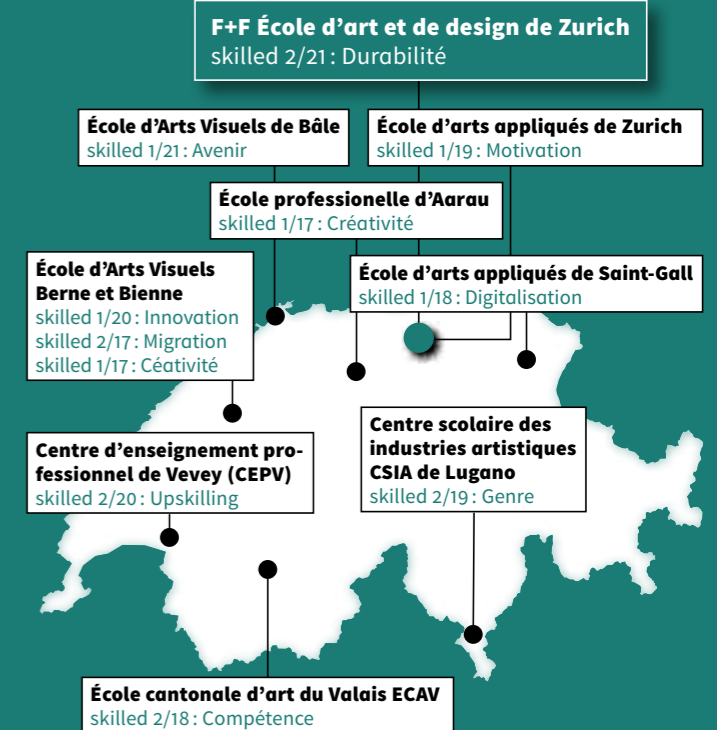 F+F École d’art et de design de Zurich
skilled 2/21 : Durabilité
École d’Arts Visuels de Bâle
skilled 1/21 : Avenir
École d’arts appliqués de Zurich
skilled 1/19 : Motivation
École professionelle d’Aarau
skilled 1/17 : Créativité
École d’Arts Visuels
Berne et Bienne
skilled 1/20 : Innovation
skilled 2/17 : Migration
skilled 1/17 : Céativité
École d’arts appliqués de Saint-Gall
skilled 1/18 : Digitalisation
Centre d’enseignement pro-
fessionnel de Vevey (CEPV)
skilled 2/20 : Upskilling
Centre scolaire des
industries artistiques
CSIA de Lugano
skilled 2/19 : Genre
École cantonale d’art du Valais ECAV
skilled 2/18 : Compétence